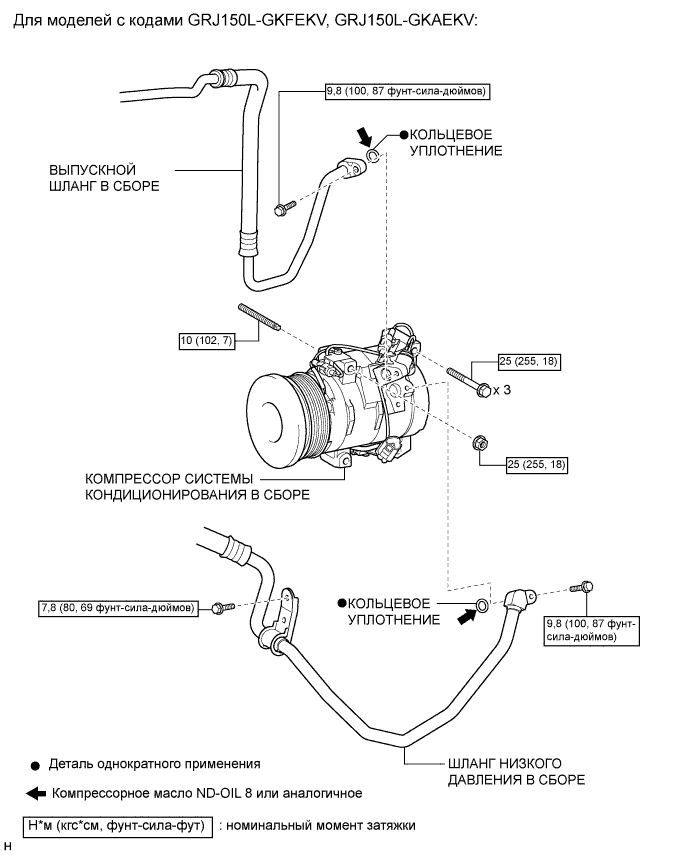 Для моделей с кодами GRJ150L-GKFEKV, GRJ150L-GKAEKV:
9,8 (100, 87 фунт-сила-дюймов)
КОЛЬЦЕВОЕ
УПЛОТНЕНИЕ
ВЫПУСКНОЙ
ШЛАНГ В СБОРЕ
10 (102, 7)
25 (255, 18)
x 3
25 (255, 18)
КОМПРЕССОР СИСТЕМЫ
КОНДИЦИОНИРОВАНИЯ В СБОРЕ
7,8 (80, 69 фунт-сила-дюймов)
КОЛЬЦЕВОЕ
УПЛОТНЕНИЕ
9,8 (100, 87 фунт-
сила-дюймов)
ШЛАНГ НИЗКОГО
ДАВЛЕНИЯ В СБОРЕ
Деталь однократного применения
Компрессорное масло ND-OIL 8 или аналогичное
Н*м (кгс*см, фунт-сила-фут) : номинальный момент затяжки
H